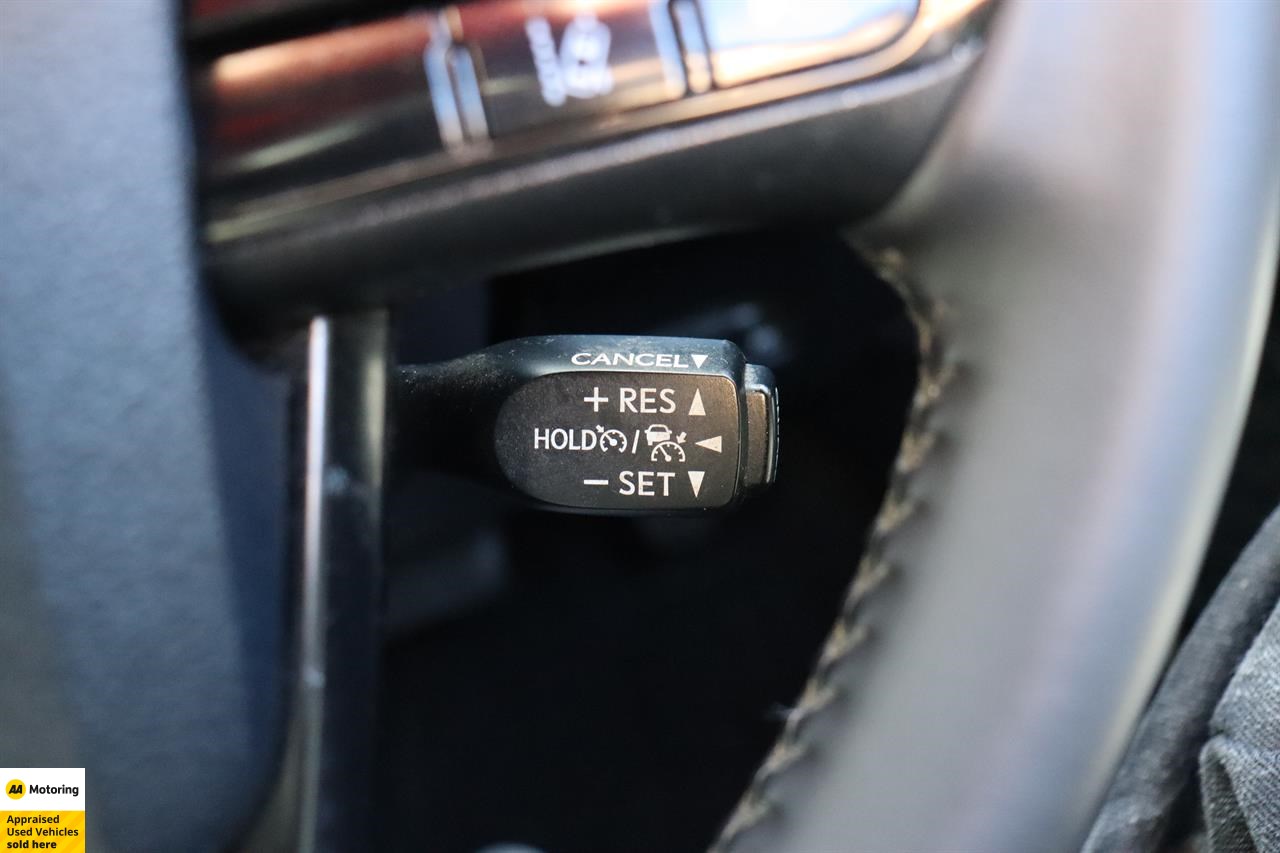 CANCEL▼
+ RES ▲
HOLD / ◀
− SET ▼
AA Motoring
Appraised
Used Vehicles
sold here